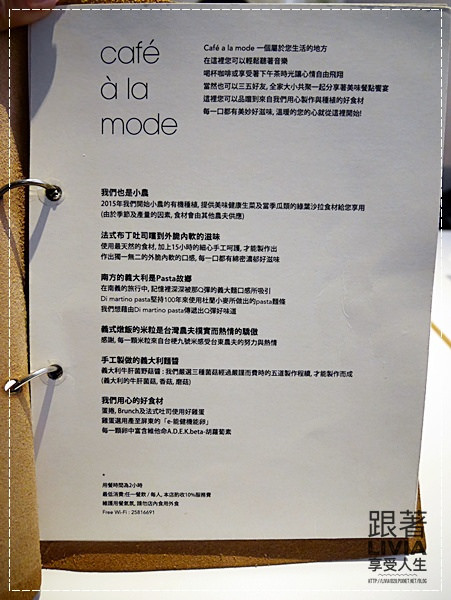 café
à la
mode
Café a la mode 一個屬於您生活的地方
在這裡您可以輕鬆聽著音樂
喝杯咖啡或享受著下午茶時光讓心情自由飛翔
當然也可以三五好友, 全家大小共聚一起分享著美味餐點饗宴
這裡您可以品嚐到來自我們用心製作與種植的好食材
每一口都有美妙好滋味, 溫暖的您的心就從這裡開始!
我們也是小農
2015年我們開始小農的有機種植, 提供美味健康生菜及當季瓜類的綠葉沙拉食材給您享用
(由於季節及產量的因素, 食材會由其他農夫供應)
法式布丁吐司嚐到外脆內軟的滋味
使用最天然的食材, 加上15小時的細心手工呵護, 才能製作出
作出獨一無二的外脆內軟的口感, 每一口都有綿密濃郁好滋味
南方的義大利是Pasta故鄉
在南義的旅行中, 記憶裡深深被那Q彈的義大麵口感所吸引
Di martino pasta堅持100年來使用杜蘭小麥所做出的pasta麵條
我們想藉由Di martino pasta傳遞出Q彈好味道
義式燉飯的米粒是台灣農夫樸實而熱情的驕傲
感謝, 每一顆米粒來自台梗九號米感受台東農夫的努力與熱情
手工製做的義大利麵醬
義大利牛肝菌野菇醬 : 我們嚴選三種菌菇經過嚴謹而費時的五道製作程續, 才能製作而成
(義大利的牛肝菌菇, 香菇, 磨菇)
我們用心的好食材
蛋捲, Brunch及法式吐司使用好雞蛋
雞蛋選用產至屏東的「e-能健機能卵」
每一顆卵中富含維他命A.D.E.K.beta-胡蘿蔔素
*
用餐時間為2小時
最低消費:任一餐飲 / 每人, 本店酌收10%服務費
維護用餐氣氛, 請勿店內食用外食
Free Wi-Fi : 25816691
跟著
LIVIA
享受人生
HTTP://LIVIA1028.PIXNET.NET/BLOG